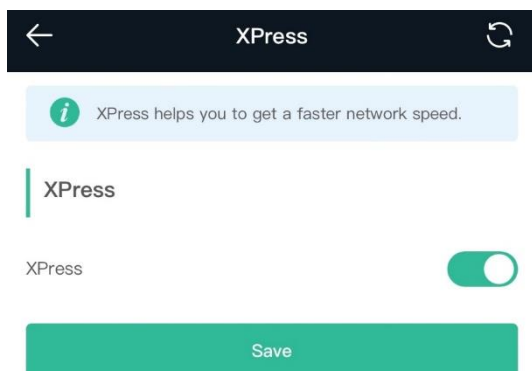 XPress
XPress helps you to get a faster network speed.
XPress
XPress
Save